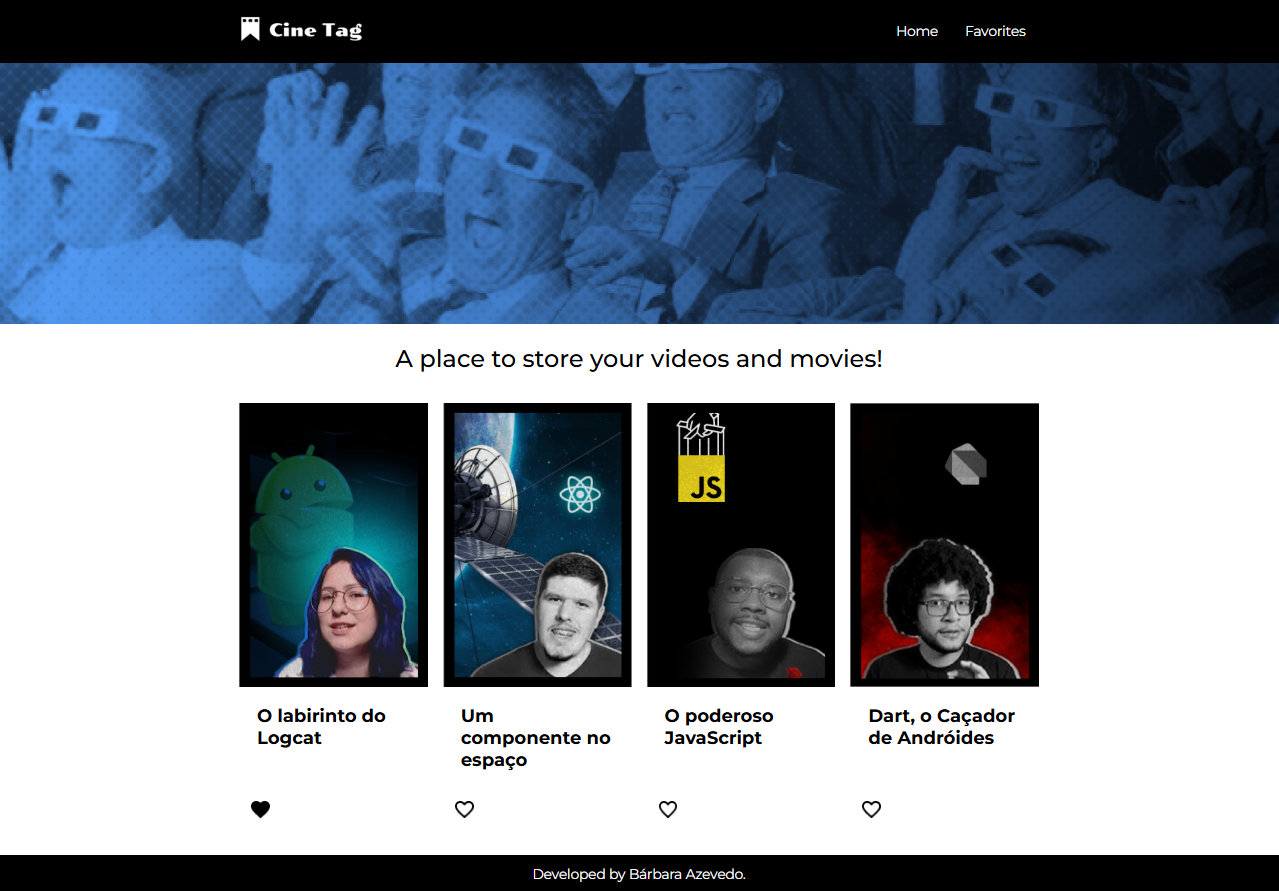 Cine Tag
Home
Favorites
A place to store your videos and movies!
JS
O labirinto do
Logcat
Um
componente no
espaço
O poderoso
JavaScript
Dart, o Caçador
de Andróides
Developed by Bárbara Azevedo.